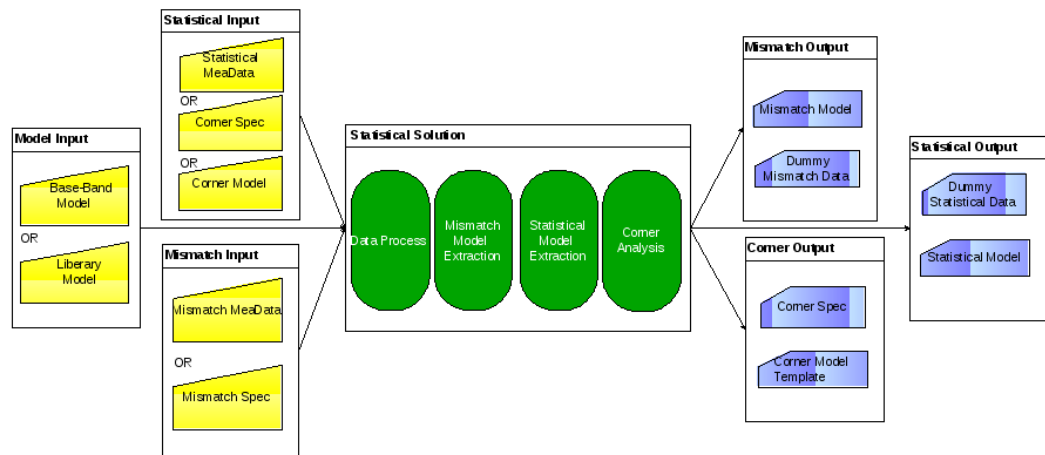 Statistical Input
Statistical
MeaData
OR
Corner Spec
OR
Corner Model
Model Input
Base-Band
Model
OR
Liberary
Model
Mismatch Input
Mismatch MeaData
OR
Mismatch Spec
Statistical Solution
Data Process
Mismatch
Model
Extraction
Statistical
Model
Extraction
Corner
Analysis
Mismatch Output
Mismatch Model
Dummy
Mismatch Data
Corner Output
Corner Spec
Corner Model
Template
Statistical Output
Dummy
Statistical Data
Statistical Model